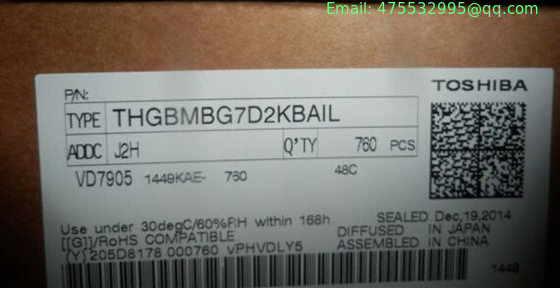 Email: 475532995@qq.com
TOSHIBA
P/N:
TYPE THGBMBG7D2KBAIL
ADDC J2H Q'TY 760 PCS
VD7905 1449KAE- 760 48C
Use under 30degC/60%RH within 168h SEALED Dec,19,2014
[[G]]/RoHS COMPATIBLE DIFFUSED IN JAPAN
(Y)205D8178 000760 vPHVDLY5 ASSEMBLED IN CHINA
1449